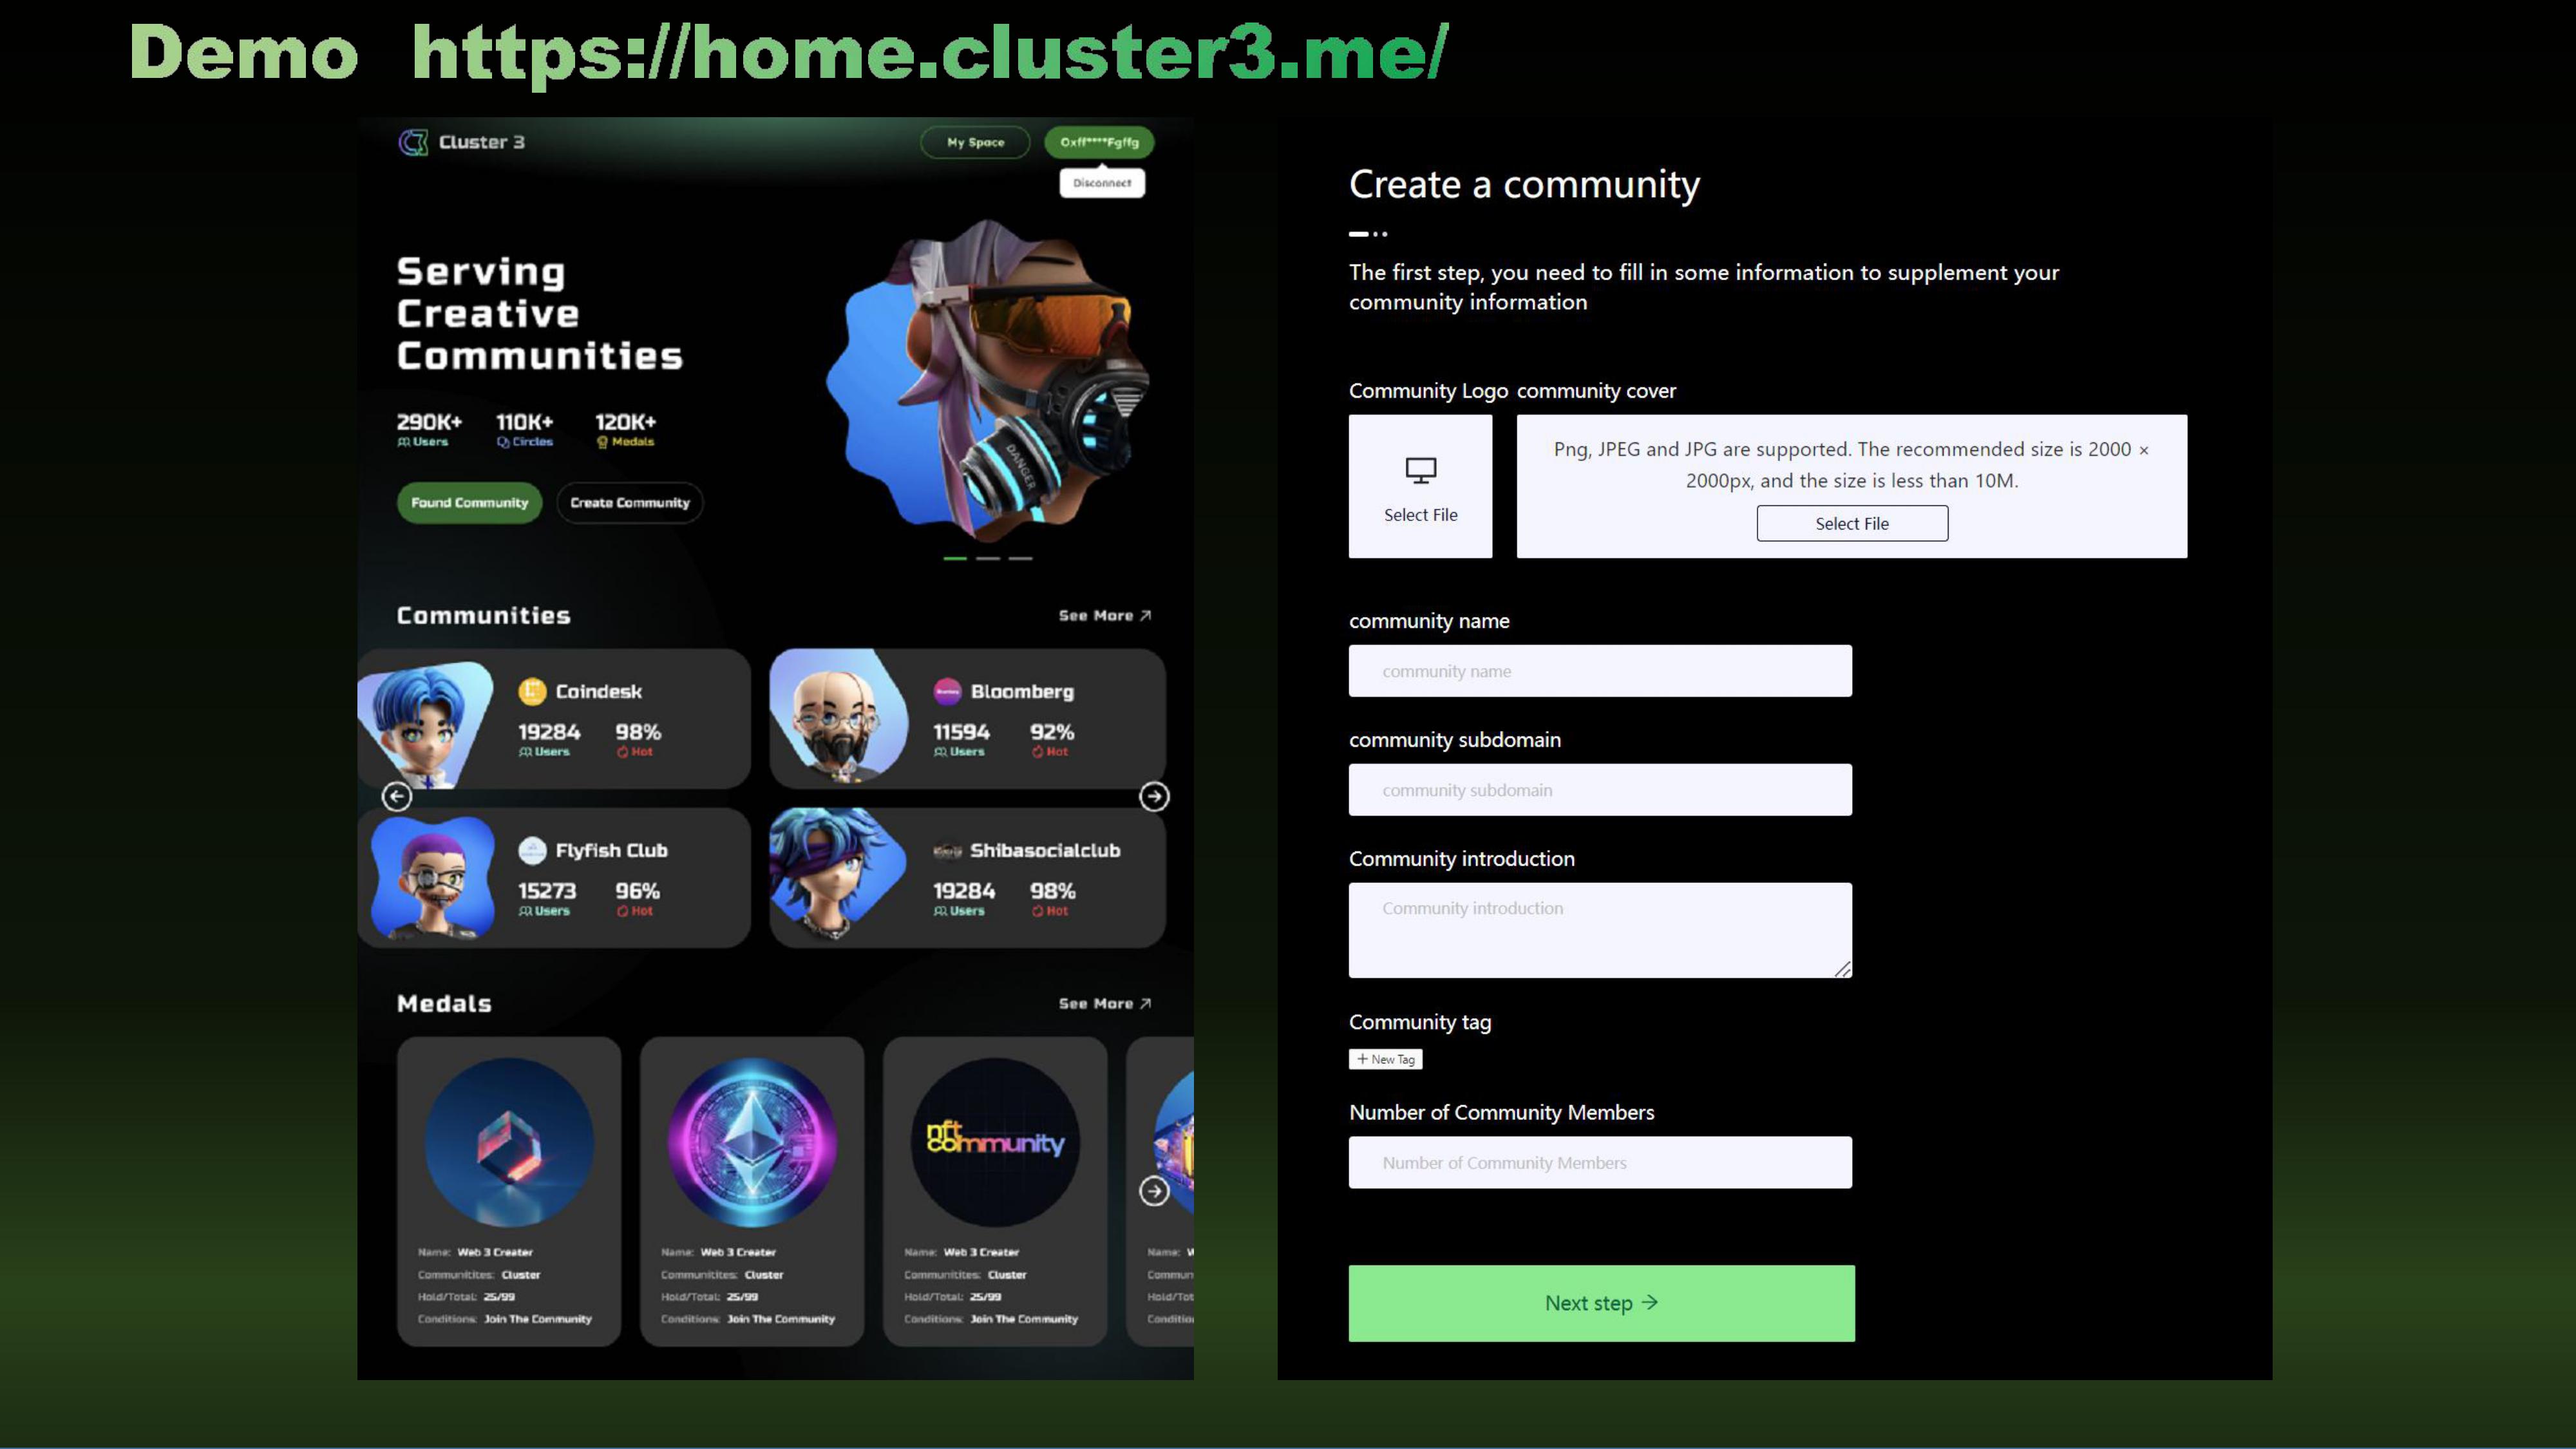 Demo https://home.cluster3.me/
Cluster 3
My Space
0xff****Fgffg
Disconnect
Serving
Creative
Communities
290K+ 110K+ 120K+
Users Circles Medals
Found Community Create Community
DANGER
Communities See More
Coindesk
19284 98%
Users Hot
Bloomberg
11594 92%
Users Hot
Flyfish Club
15273 96%
Users Hot
Shibasocialclub
19284 98%
Users Hot
Medals See More
Name: Web 3 Creater
Communitites: Cluster
Hold/Total: 25/99
Conditions: Join The Community
Name: Web 3 Creater
Communitites: Cluster
Hold/Total: 25/99
Conditions: Join The Community
nft
community
Name: Web 3 Creater
Communitites: Cluster
Hold/Total: 25/99
Conditions: Join The Community
Name:
Create a community
The first step, you need to fill in some information to supplement your
community information
Community Logo community cover
Select File
Png, JPEG and JPG are supported. The recommended size is 2000 ×
2000px, and the size is less than 10M.
Select File
community name
community name
community subdomain
community subdomain
Community introduction
Community introduction
Community tag
+ New Tag
Number of Community Members
Number of Community Members
Next step →